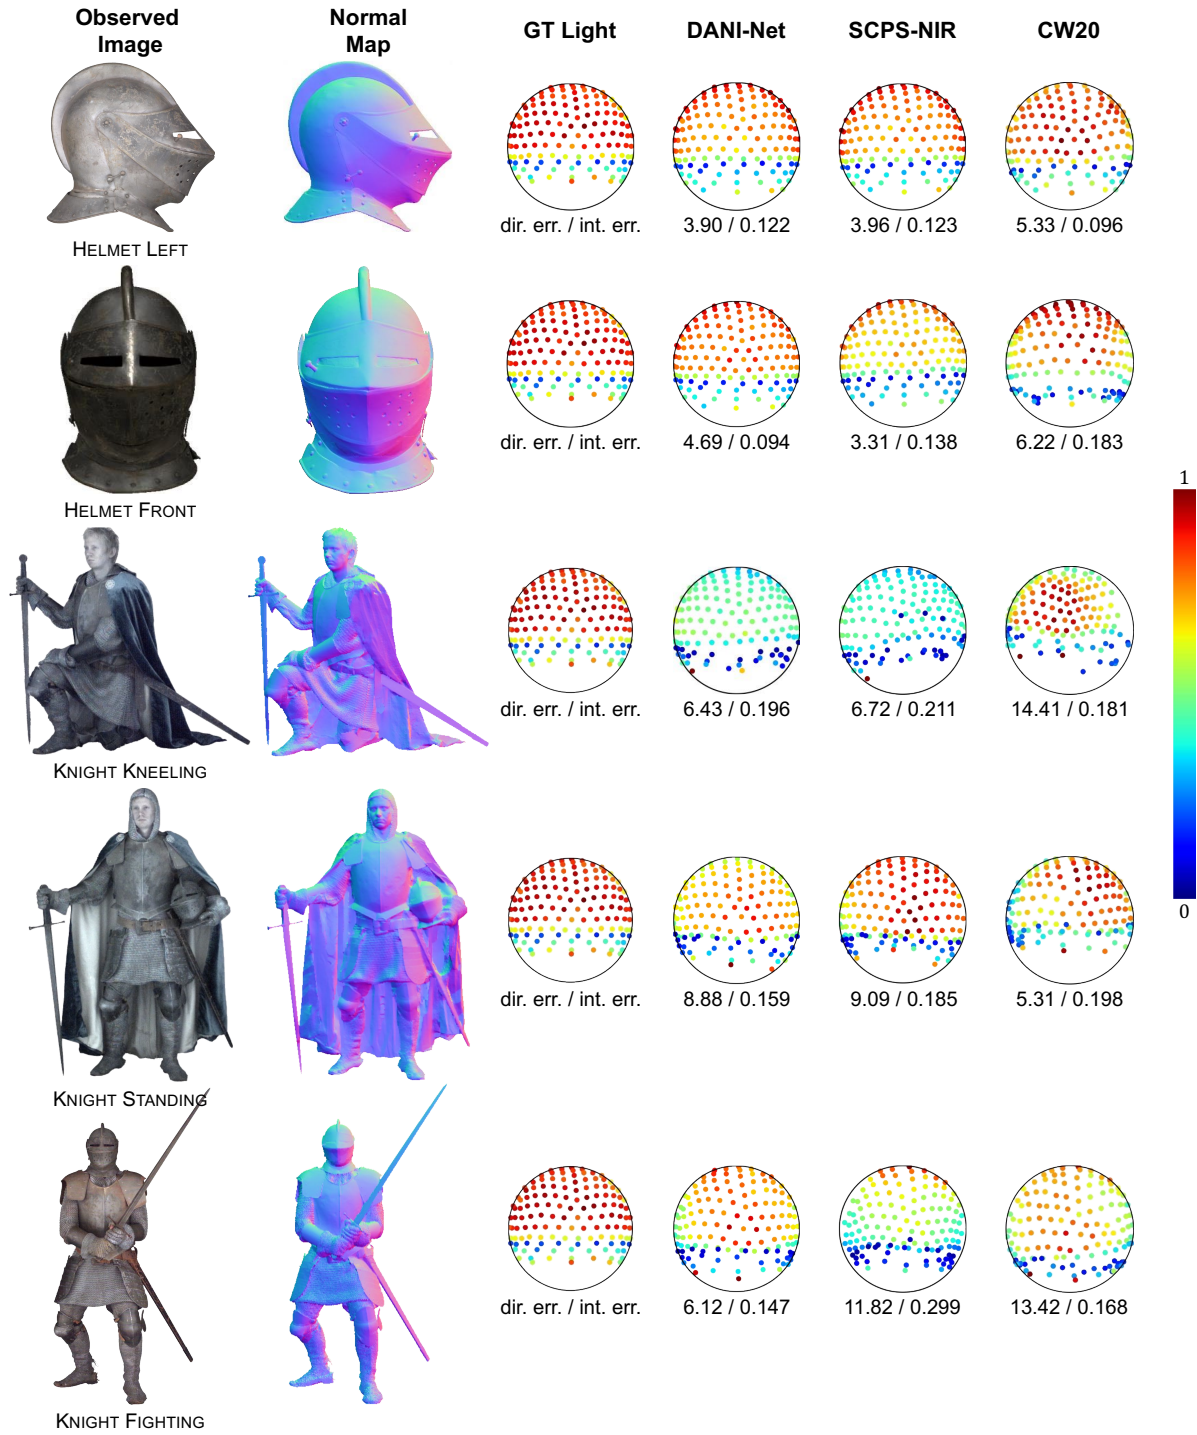 Observed Image
Normal Map
GT Light
DANI-Net
SCPS-NIR
CW20
dir. err. / int. err.
3.90 / 0.122
3.96 / 0.123
5.33 / 0.096
HELMET LEFT
dir. err. / int. err.
4.69 / 0.094
3.31 / 0.138
6.22 / 0.183
HELMET FRONT
1
dir. err. / int. err.
6.43 / 0.196
6.72 / 0.211
14.41 / 0.181
KNIGHT KNEELING
0
dir. err. / int. err.
8.88 / 0.159
9.09 / 0.185
5.31 / 0.198
KNIGHT STANDING
dir. err. / int. err.
6.12 / 0.147
11.82 / 0.299
13.42 / 0.168
KNIGHT FIGHTING